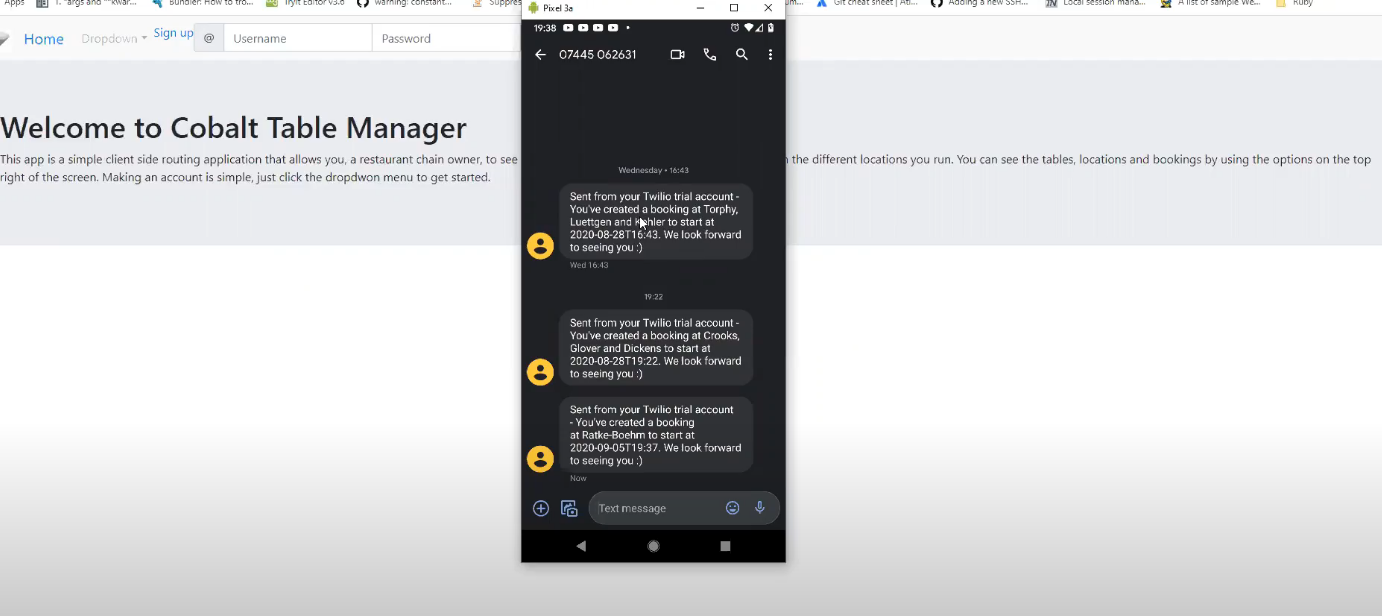 Apps
Bundler: How to fro...
TryIt Editor v3.6
warning: constant...
Suppres
Pixel 3a
Git cheat sheet | Atl...
Adding a new SSH...
Local session mana...
A list of sample We...
Ruby
Home
Dropdown
Sign up
@
Username
Password
19:38
07445 062631
Welcome to Cobalt Table Manager
This app is a simple client side routing application that allows you, a restaurant chain owner, to see
the different locations you run. You can see the tables, locations and bookings by using the options on the top
right of the screen. Making an account is simple, just click the dropdwon menu to get started.
Wednesday • 16:43
Sent from your Twilio trial account -
You've created a booking at Torphy,
Luettgen and Kohler to start at
2020-08-28T16:43. We look forward
to seeing you :)
Wed 16:43
19:22
Sent from your Twilio trial account -
You've created a booking at Crooks,
Glover and Dickens to start at
2020-08-28T19:22. We look forward
to seeing you :)
Sent from your Twilio trial account
- You've created a booking
at Ratke-Boehm to start at
2020-09-05T19:37. We look forward
to seeing you :)
Now
Text message